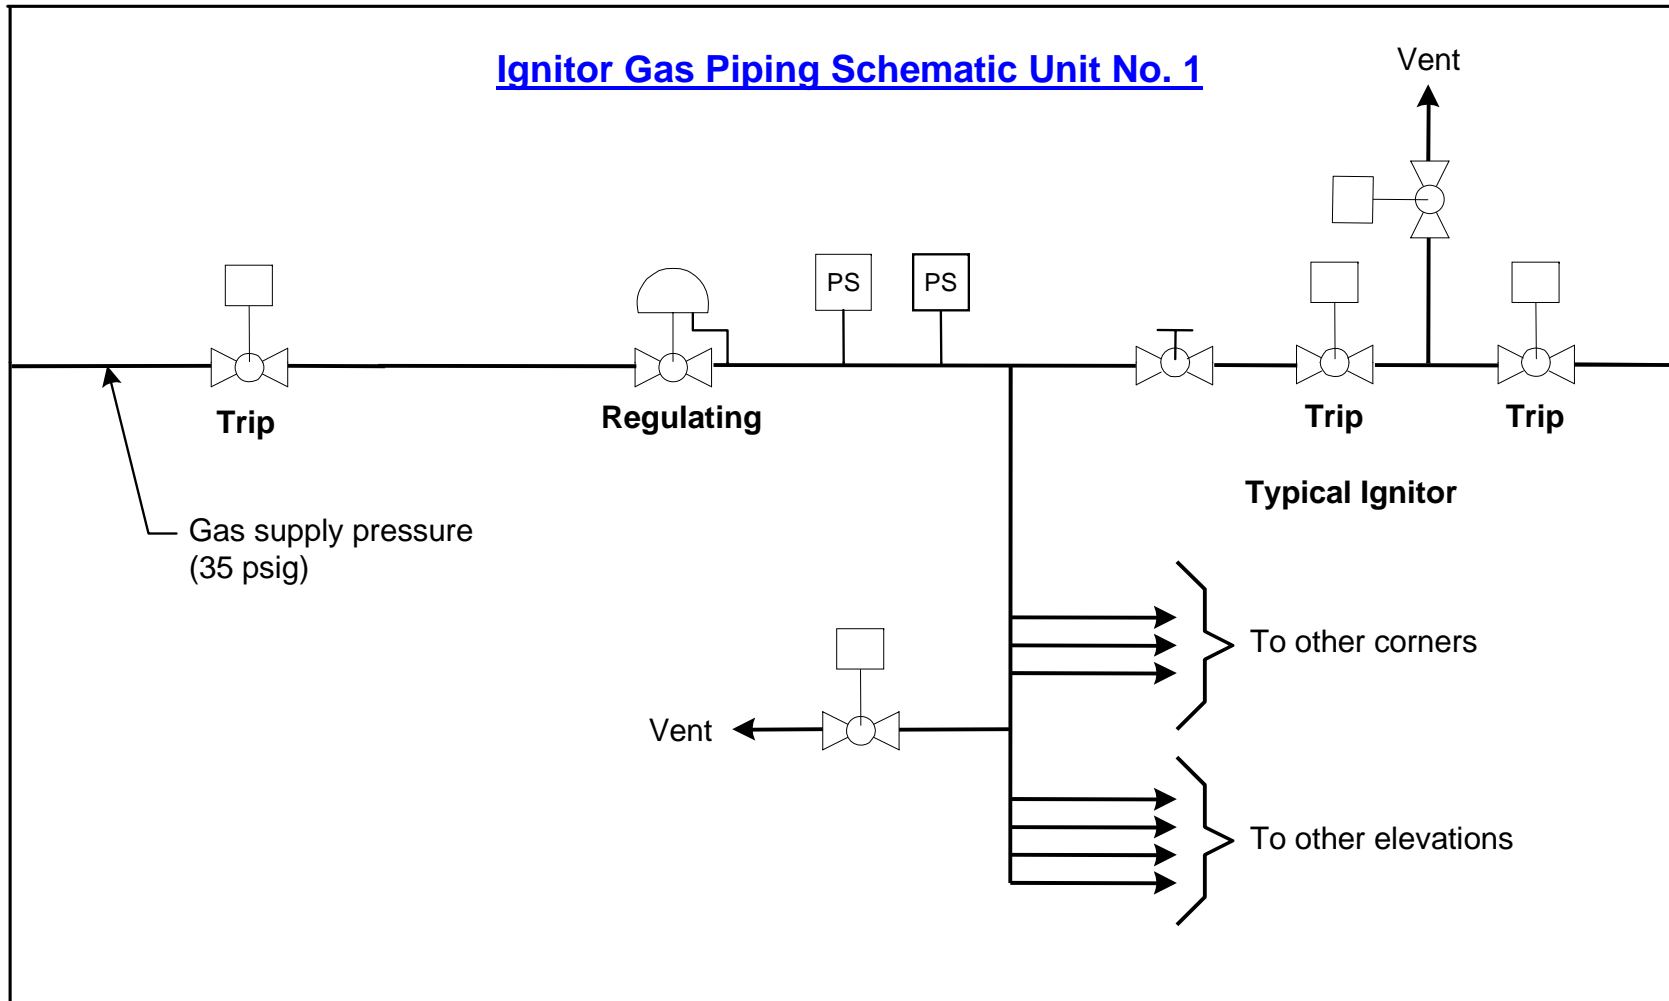 Ignitor Gas Piping Schematic Unit No. 1
Vent
PS
PS
Trip
Regulating
Trip
Trip
Typical Ignitor
Gas supply pressure
(35 psig)
To other corners
Vent
To other elevations